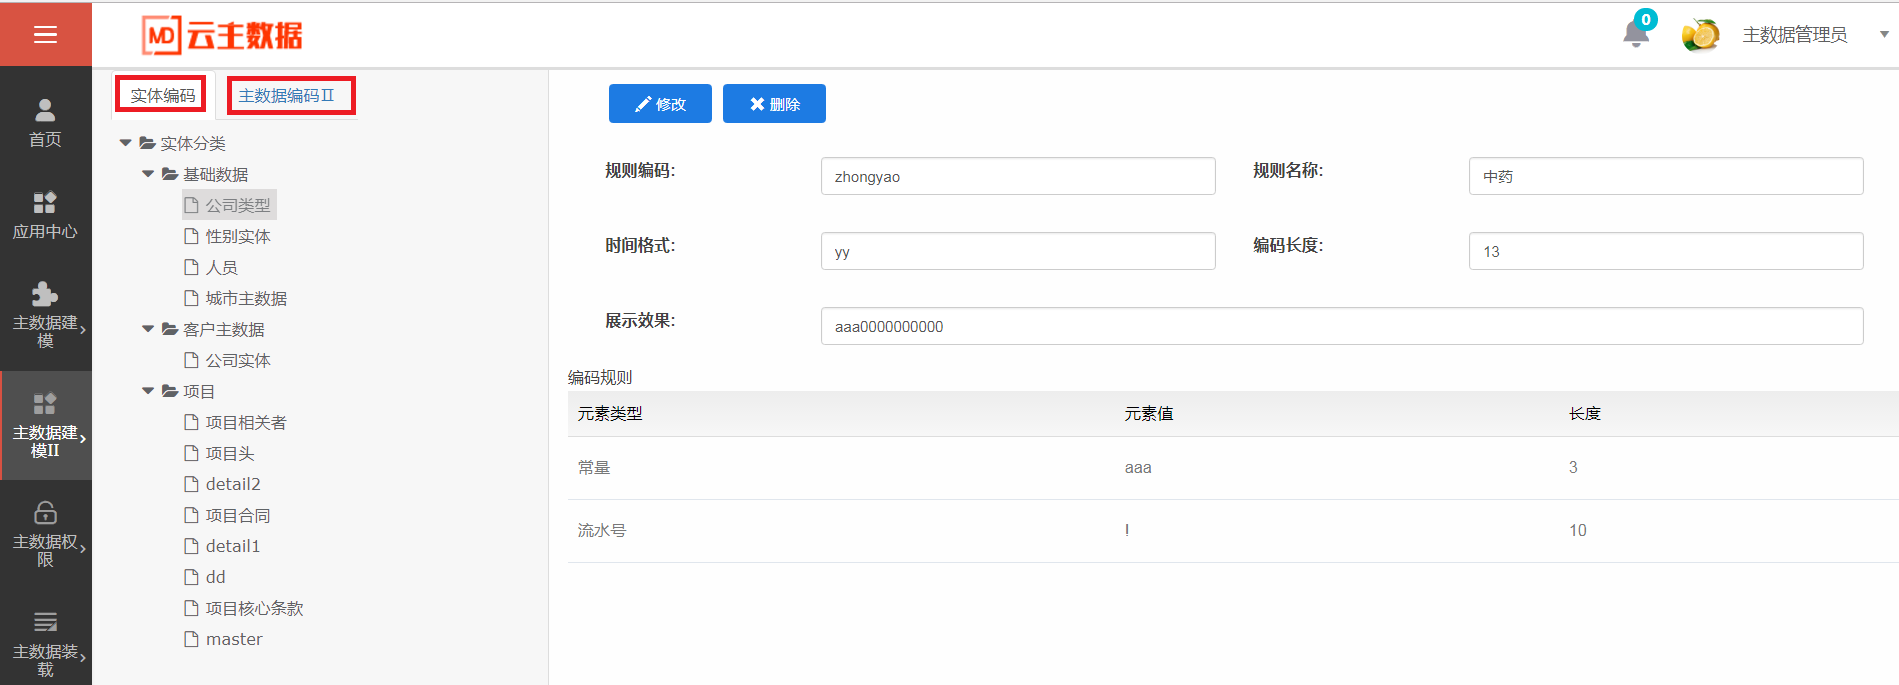 MD 云主数据
0
主数据管理员
首页
应用中心
主数据建
模
主数据建
模II
主数据权
限
主数据装
载
实体编码
主数据编码Ⅱ
实体分类
基础数据
公司类型
性别实体
人员
城市主数据
客户主数据
公司实体
项目
项目相关者
项目头
detail2
项目合同
detail1
dd
项目核心条款
master
修改
删除
规则编码:
zhongyao
规则名称:
中药
时间格式:
yy
编码长度:
13
展示效果:
aaa0000000000
编码规则
元素类型 元素值 长度
常量 aaa 3
流水号 ! 10